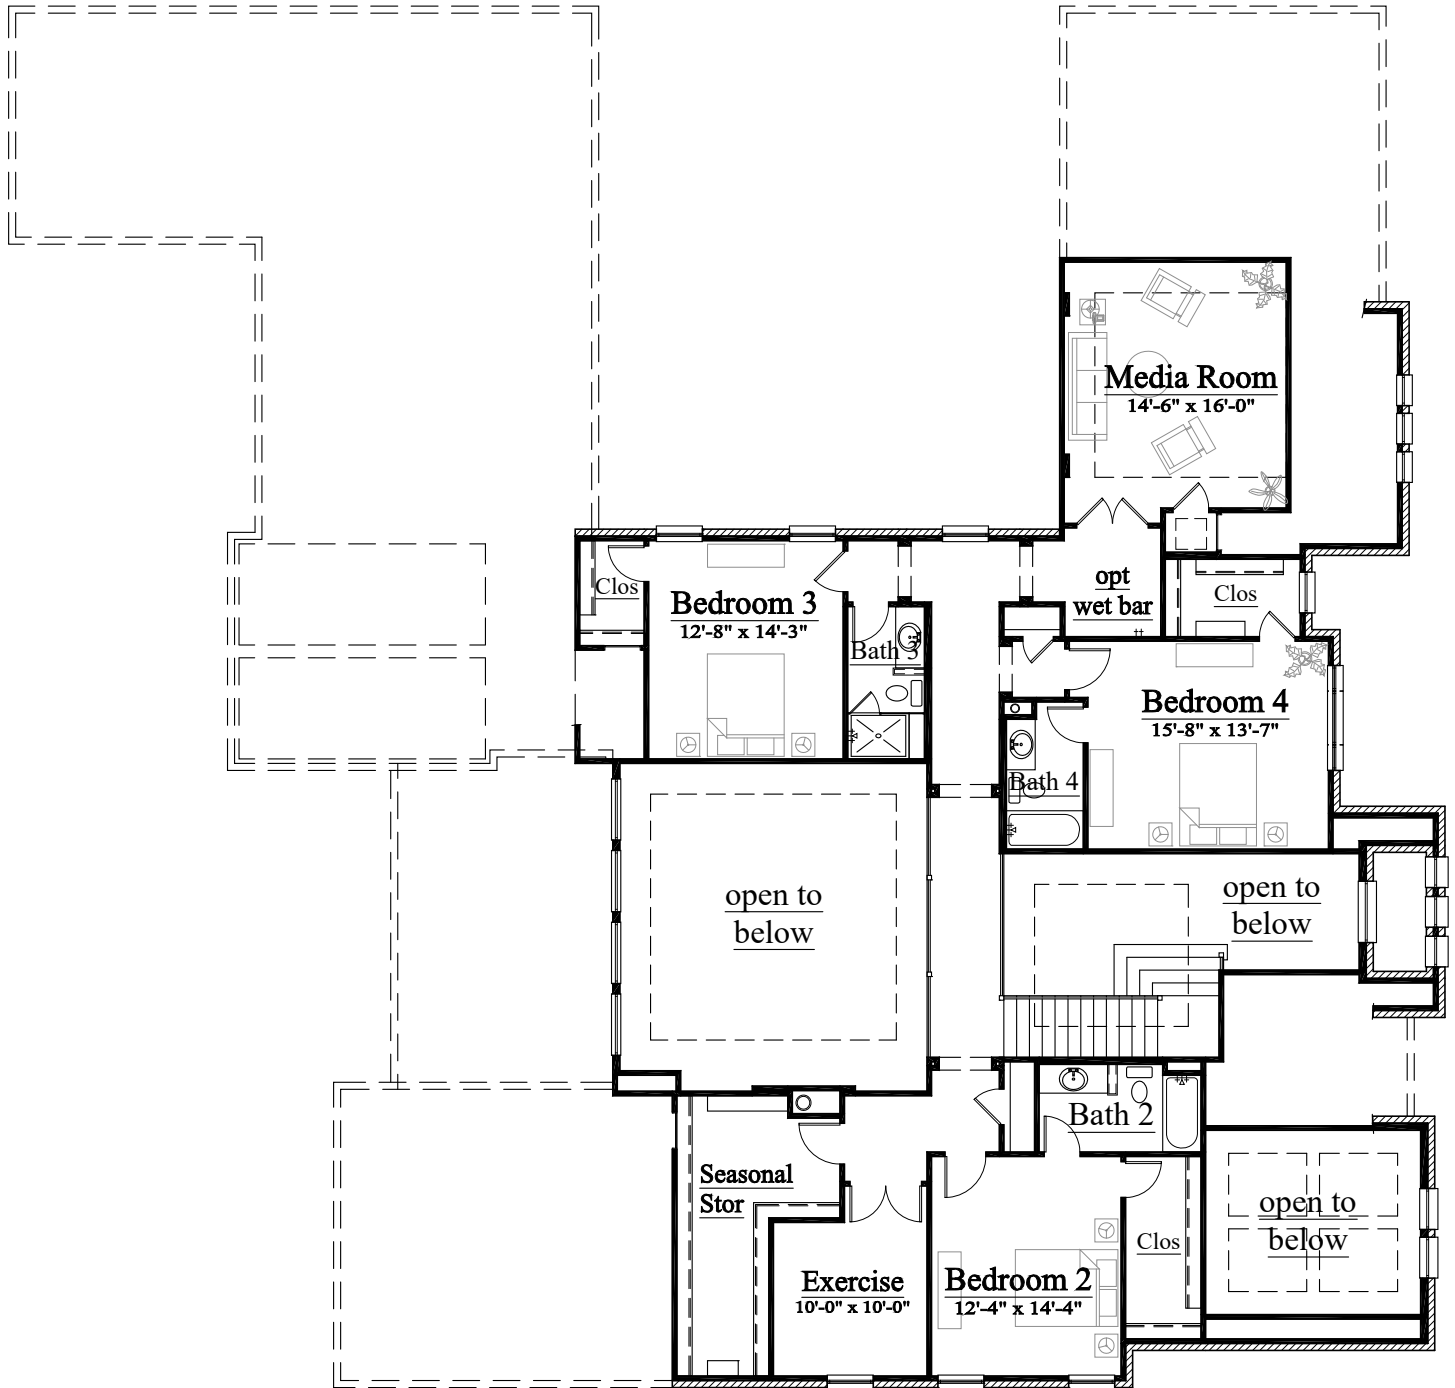 Media Room
14'-6" x 16'-0"
Clos
Bedroom 3
12'-8" x 14'-3"
opt
wet bar
Clos
Bath 3
Bedroom 4
15'-8" x 13'-7"
Bath 4
open to
below
open to
below
Bath 2
Seasonal
Stor
open to
below
Clos
Exercise
10'-0" x 10'-0"
Bedroom 2
12'-4" x 14'-4"